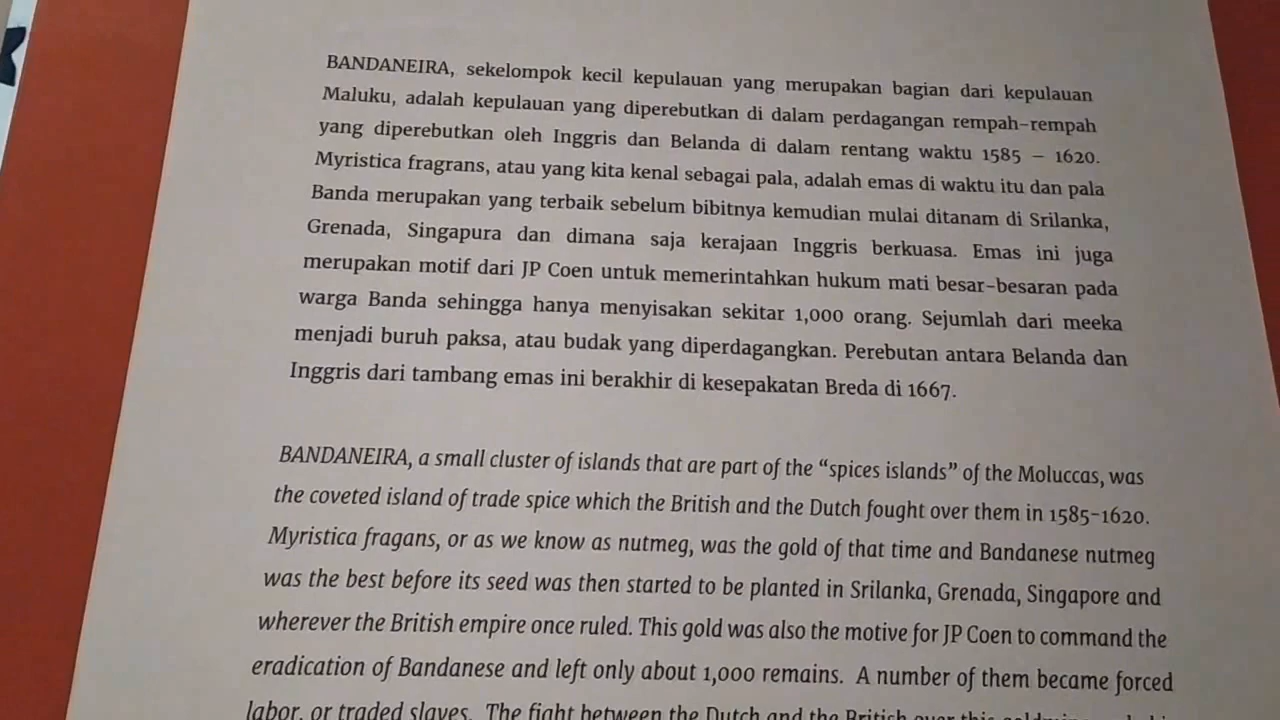 BANDANEIRA, sekelompok kecil kepulauan yang merupakan bagian dari kepulauan
Maluku, adalah kepulauan yang diperebutkan di dalam perdagangan rempah-rempah
yang diperebutkan oleh Inggris dan Belanda di dalam rentang waktu 1585 – 1620.
Myristica fragrans, atau yang kita kenal sebagai pala, adalah emas di waktu itu dan pala
Banda merupakan yang terbaik sebelum bibitnya kemudian mulai ditanam di Srilanka,
Grenada, Singapura dan dimana saja kerajaan Inggris berkuasa. Emas ini juga
merupakan motif dari JP Coen untuk memerintahkan hukum mati besar-besaran pada
warga Banda sehingga hanya menyisakan sekitar 1,000 orang. Sejumlah dari meeka
menjadi buruh paksa, atau budak yang diperdagangkan. Perebutan antara Belanda dan
Inggris dari tambang emas ini berakhir di kesepakatan Breda di 1667.
BANDANEIRA, a small cluster of islands that are part of the “spices islands” of the Moluccas, was
the coveted island of trade spice which the British and the Dutch fought over them in 1585-1620.
Myristica fragans, or as we know as nutmeg, was the gold of that time and Bandanese nutmeg
was the best before its seed was then started to be planted in Srilanka, Grenada, Singapore and
wherever the British empire once ruled. This gold was also the motive for JP Coen to command the
eradication of Bandanese and left only about 1,000 remains. A number of them became forced
labor, or traded slaves. The fight between the Dutch and the British over this